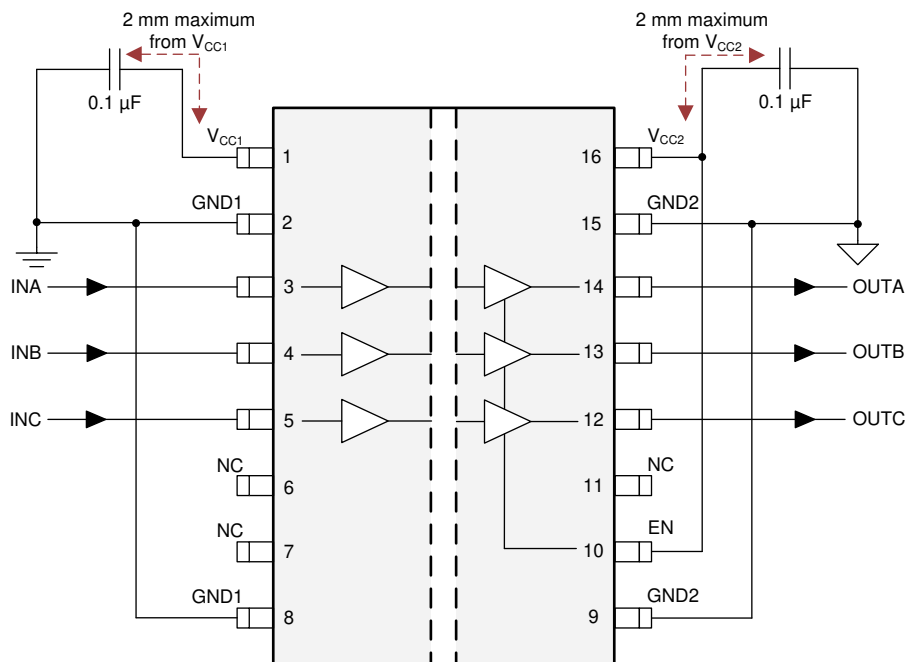 2 mm maximum
from VCC1
2 mm maximum
from VCC2
0.1 µF
0.1 µF
VCC1
1
16
VCC2
GND1
2
15
GND2
INA
3
14
OUTA
INB
4
13
OUTB
INC
5
12
OUTC
NC
6
11
NC
NC
7
10
EN
GND1
8
9
GND2